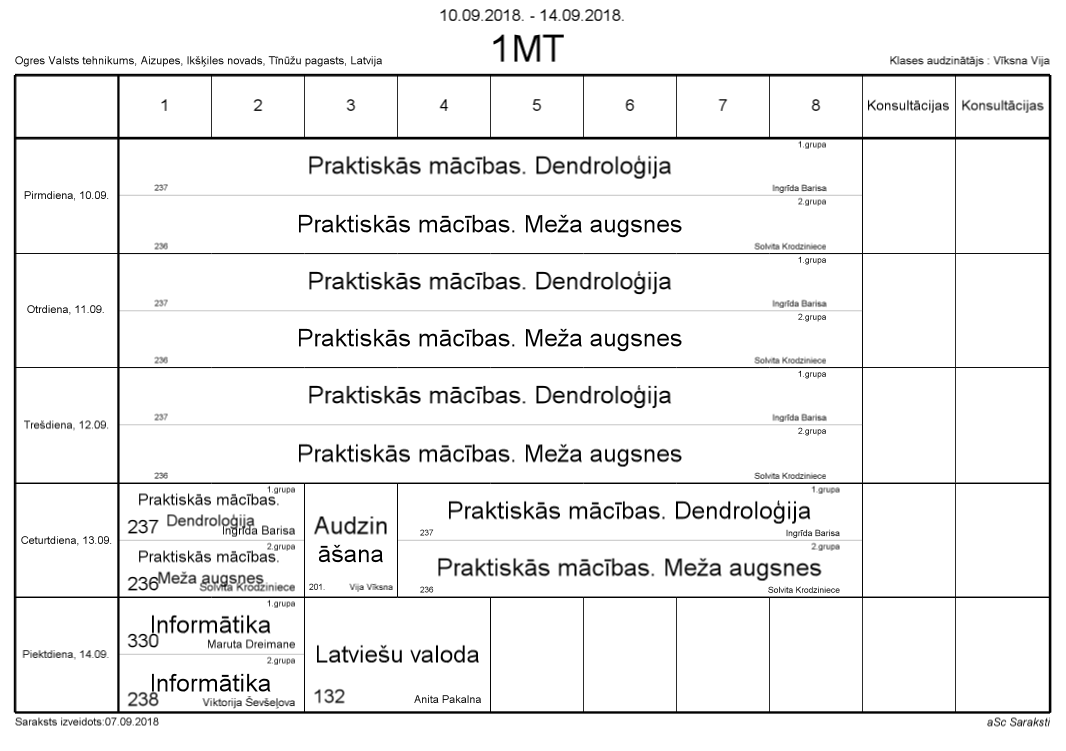 10.09.2018. - 14.09.2018.
1MT
Ogres Valsts tehnikums, Aizupes, Ikšķiles novads, Tīnūžu pagasts, Latvija
Klases audzinātājs : Vīksna Vija
1 2 3 4 5 6 7 8 Konsultācijas Konsultācijas
Pirmdiena, 10.09.
1.grupa
Praktiskās mācības. Dendroloģija
237 Ingrīda Barisa
2.grupa
Praktiskās mācības. Meža augsnes
236 Solvita Krodziniece
Otrdiena, 11.09.
1.grupa
Praktiskās mācības. Dendroloģija
237 Ingrīda Barisa
2.grupa
Praktiskās mācības. Meža augsnes
236 Solvita Krodziniece
Trešdiena, 12.09.
1.grupa
Praktiskās mācības. Dendroloģija
237 Ingrīda Barisa
2.grupa
Praktiskās mācības. Meža augsnes
236 Solvita Krodziniece
Ceturtdiena, 13.09.
1.grupa
Praktiskās mācības.
Dendroloģija
237 Ingrīda Barisa
2.grupa
Praktiskās mācības.
Meža augsnes
236 Solvita Krodziniece
Audzin
āšana
201. Vija Vīksna
1.grupa
Praktiskās mācības. Dendroloģija
237 Ingrīda Barisa
2.grupa
Praktiskās mācības. Meža augsnes
236 Solvita Krodziniece
Piektdiena, 14.09.
1.grupa
Informātika
330 Maruta Dreimane
2.grupa
Informātika
238 Viktorija Ševšeļova
Latviešu valoda
132 Anita Pakalna
Saraksts izveidots:07.09.2018
aSc Saraksti